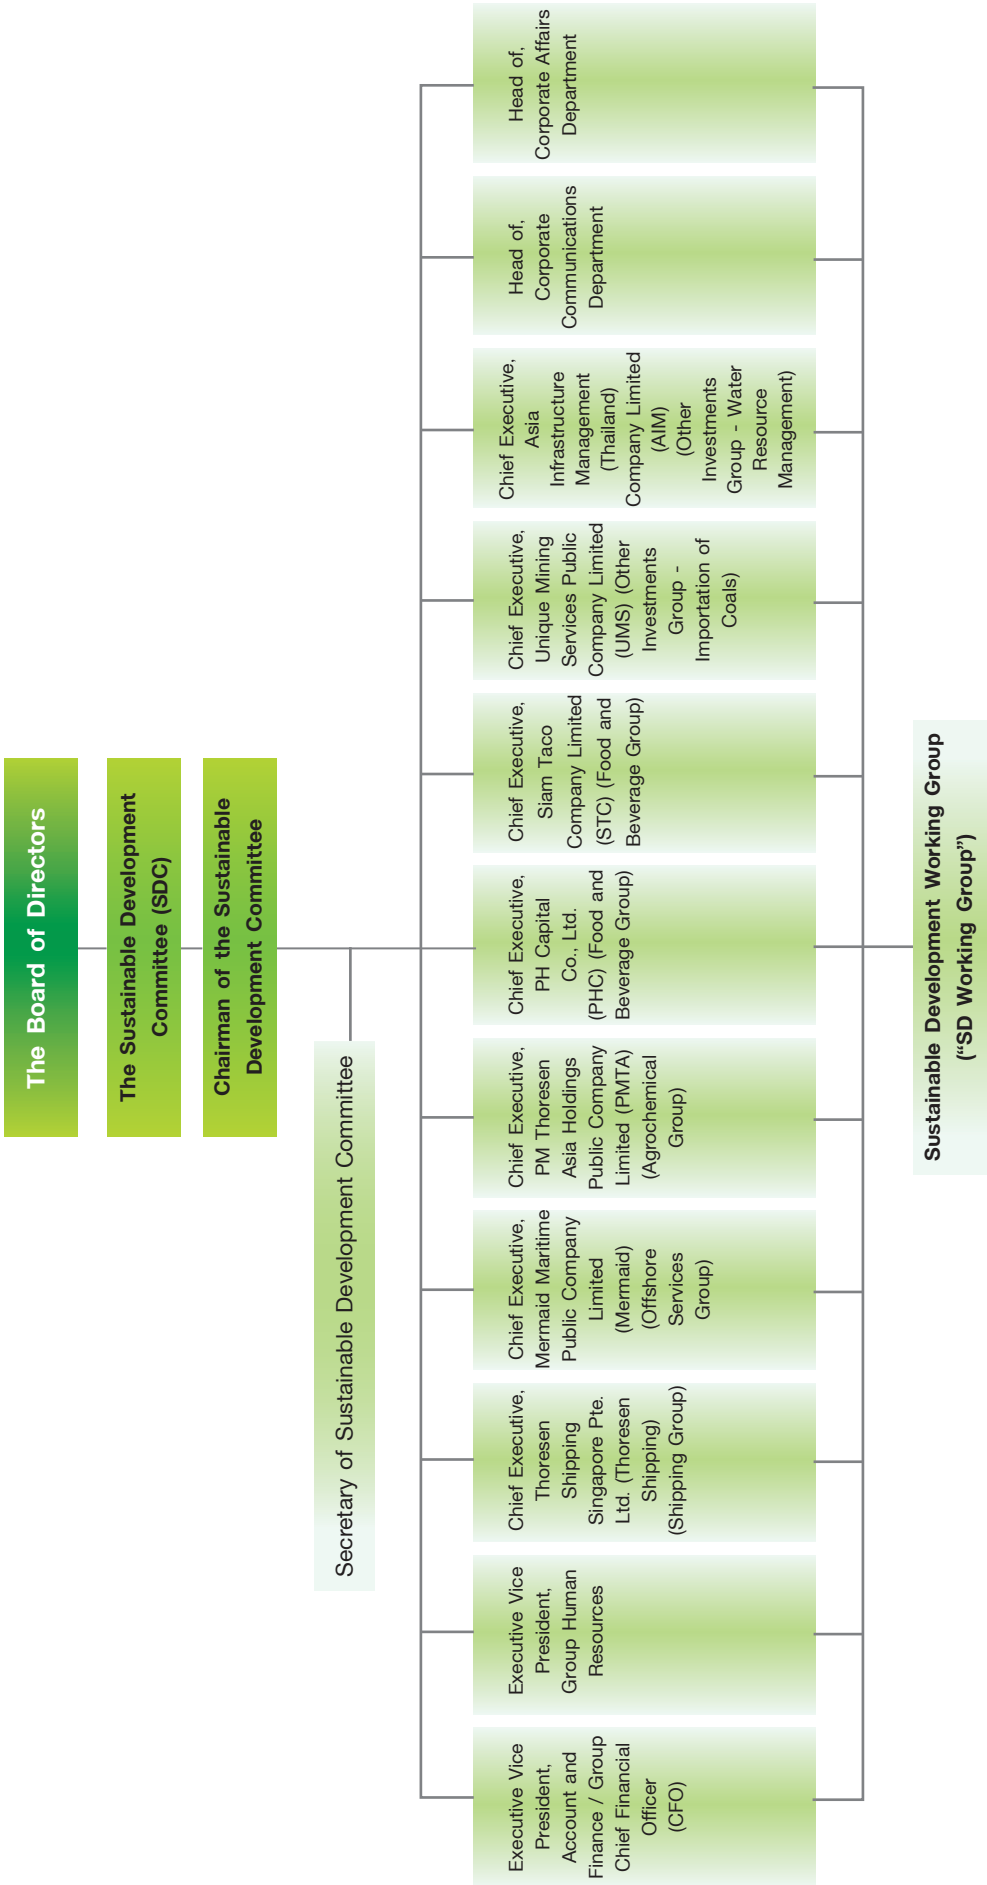 The Board of Directors
The Sustainable Development
Committee (SDC)
Chairman of the Sustainable
Development Committee
Secretary of Sustainable Development Committee
Executive Vice
President,
Account and
Finance / Group
Chief Financial
Officer
(CFO)
Executive Vice
President,
Group Human
Resources
Chief Executive,
Thoresen
Shipping
Singapore Pte.
Ltd. (Thoresen
Shipping)
(Shipping Group)
Chief Executive,
Mermaid Maritime
Public Company
Limited
(Mermaid)
(Offshore
Services
Group)
Chief Executive,
PM Thoresen
Asia Holdings
Public Company
Limited (PMTA)
(Agrochemical
Group)
Chief Executive,
PH Capital
Co., Ltd.
(PHC) (Food and
Beverage Group)
Chief Executive,
Siam Taco
Company Limited
(STC) (Food and
Beverage Group)
Chief Executive,
Unique Mining
Services Public
Company Limited
(UMS) (Other
Investments
Group -
Importation of
Coals)
Chief Executive,
Asia
Infrastructure
Management
(Thailand)
Company Limited
(AIM)
(Other
Investments
Group - Water
Resource
Management)
Head of,
Corporate
Communications
Department
Head of,
Corporate Affairs
Department
Sustainable Development Working Group
(“SD Working Group”)